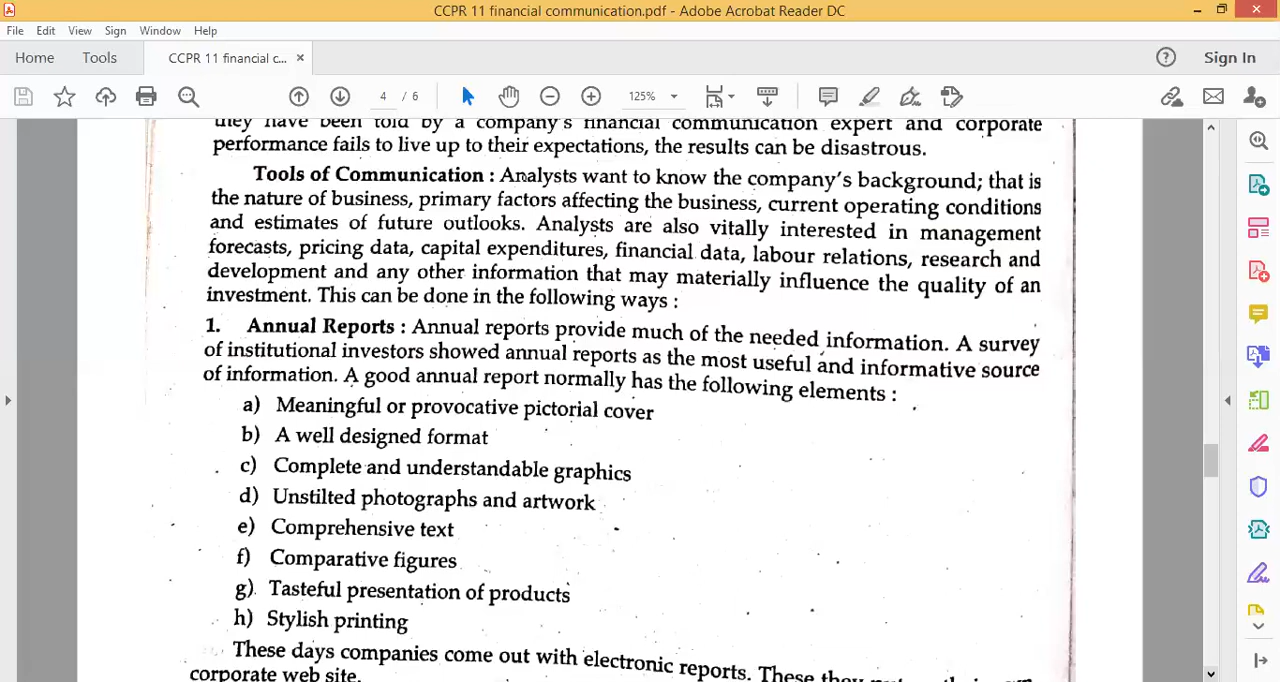 CCPR 11 financial communication.pdf - Adobe Acrobat Reader DC
File Edit View Sign Window Help
Home Tools CCPR 11 financial c... × Sign In
4 / 6 125%
they have been told by a company's financial communication expert and corporate
performance fails to live up to their expectations, the results can be disastrous.
Tools of Communication : Analysts want to know the company's background; that is
the nature of business, primary factors affecting the business, current operating conditions
and estimates of future outlooks. Analysts are also vitally interested in management
forecasts, pricing data, capital expenditures, financial data, labour relations, research and
development and any other information that may materially influence the quality of an
investment. This can be done in the following ways :
1. Annual Reports : Annual reports provide much of the needed information. A survey
of institutional investors showed annual reports as the most useful and informative source
of information. A good annual report normally has the following elements :
a) Meaningful or provocative pictorial cover
b) A well designed format
c) Complete and understandable graphics
d) Unstilted photographs and artwork
e) Comprehensive text
f) Comparative figures
g) Tasteful presentation of products
h) Stylish printing
These days companies come out with electronic reports. These they
corporate web site.